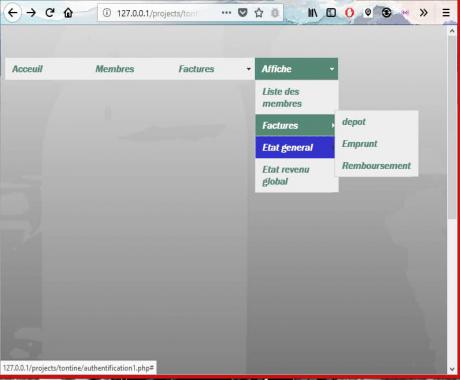 127.0.0.1/projects/tont
Acceuil
Membres
Factures
Affiche
Liste des
membres
Factures
Etat general
Etat revenu
global
depot
Emprunt
Remboursement
127.0.0.1/projects/tontine/authentification1.php#